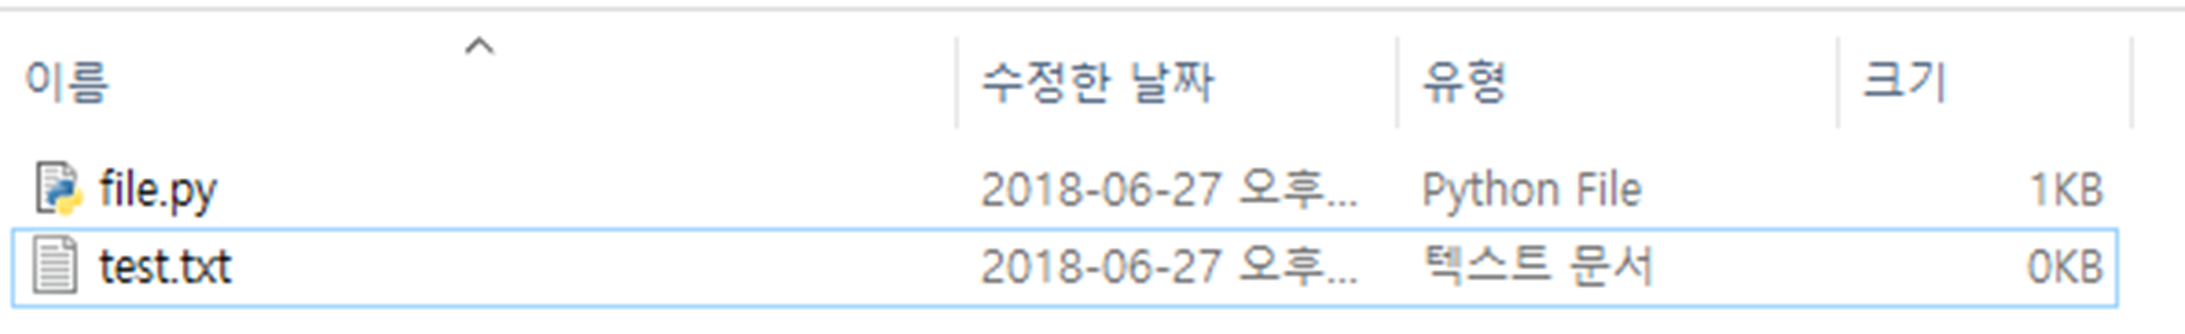 이름 수정한 날짜 유형 크기
file.py 2018-06-27 오후... Python File 1KB
test.txt 2018-06-27 오후... 텍스트 문서 0KB